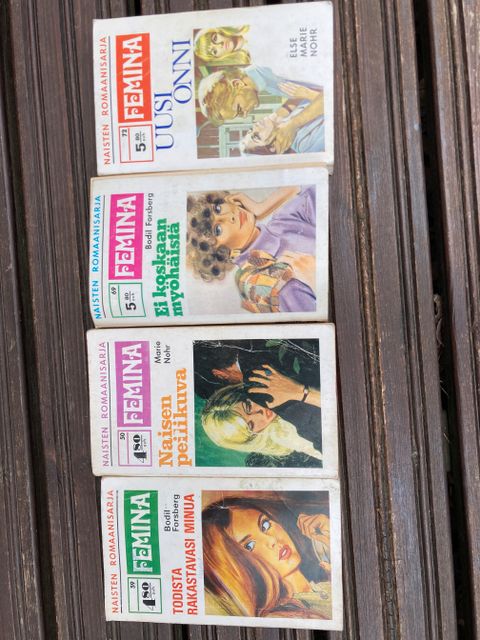 NAISTEN ROMAANISARJA
72
5 80
FEMINA
UUSI
ONNI
ELSE
MARIE
NOHR
NAISTEN ROMAANISARJA
69
5 80
FEMINA
Bodil Forsberg
Ei koskaan
myöhäistä
NAISTEN ROMAANISARJA
50
4 80
FEMINA
Marie
Nohr
Naisen
peilikuva
NAISTEN ROMAANISARJA
59
4 80
FEMINA
Bodil
Forsberg
TODISTA
RAKASTAVASI MINUA